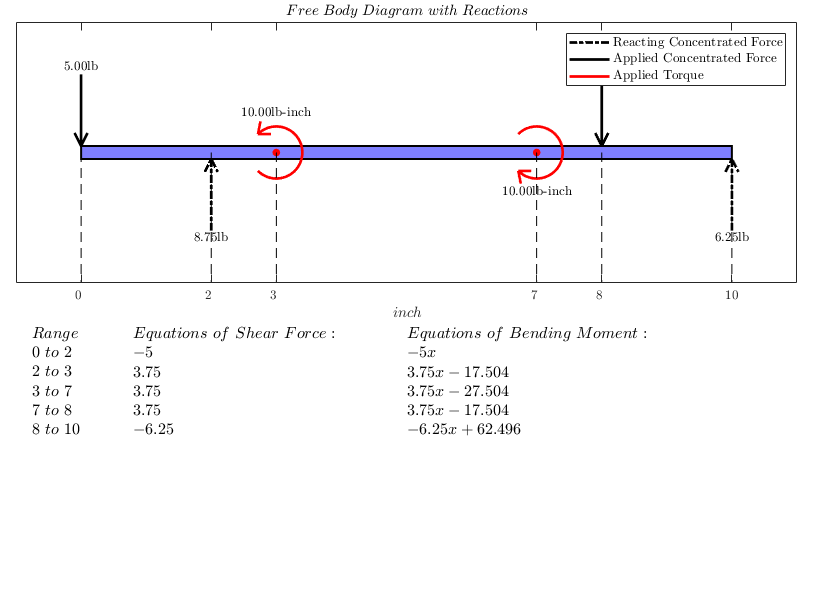 Free Body Diagram with Reactions
Reacting Concentrated Force
Applied Concentrated Force
Applied Torque
5.00lb
10.00lb-inch
10.00lb-inch
8.75lb
6.25lb
0 2 3 7 8 10
inch
Range Equations of Shear Force : Equations of Bending Moment :
0 to 2 −5 −5x
2 to 3 3.75 3.75x − 17.504
3 to 7 3.75 3.75x − 27.504
7 to 8 3.75 3.75x − 17.504
8 to 10 −6.25 −6.25x + 62.496